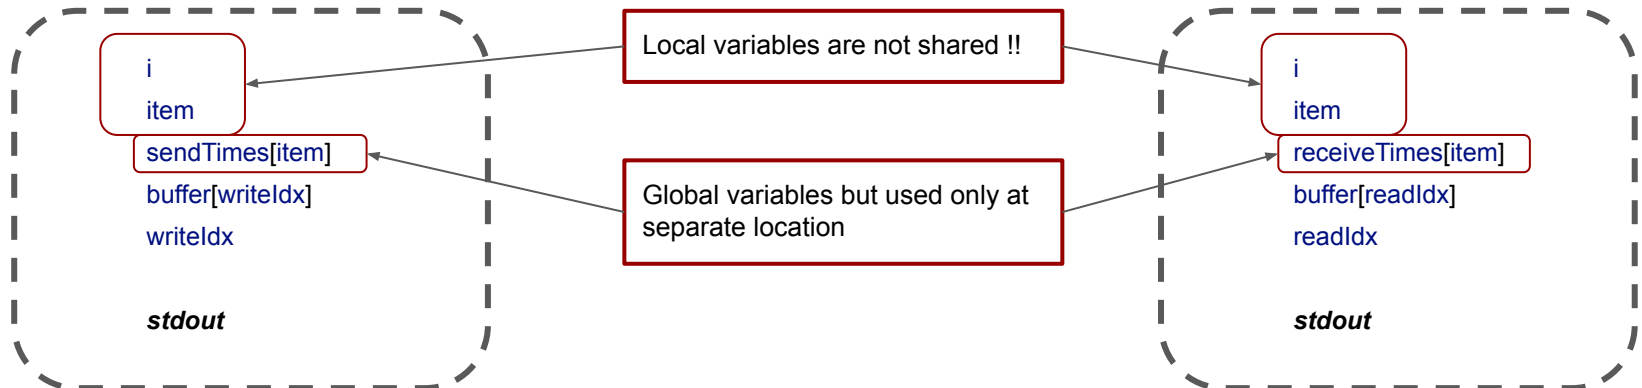 i
item
sendTimes[item]
buffer[writeIdx]
writeIdx
stdout
Local variables are not shared !!
Global variables but used only at
separate location
i
item
receiveTimes[item]
buffer[readIdx]
readIdx
stdout